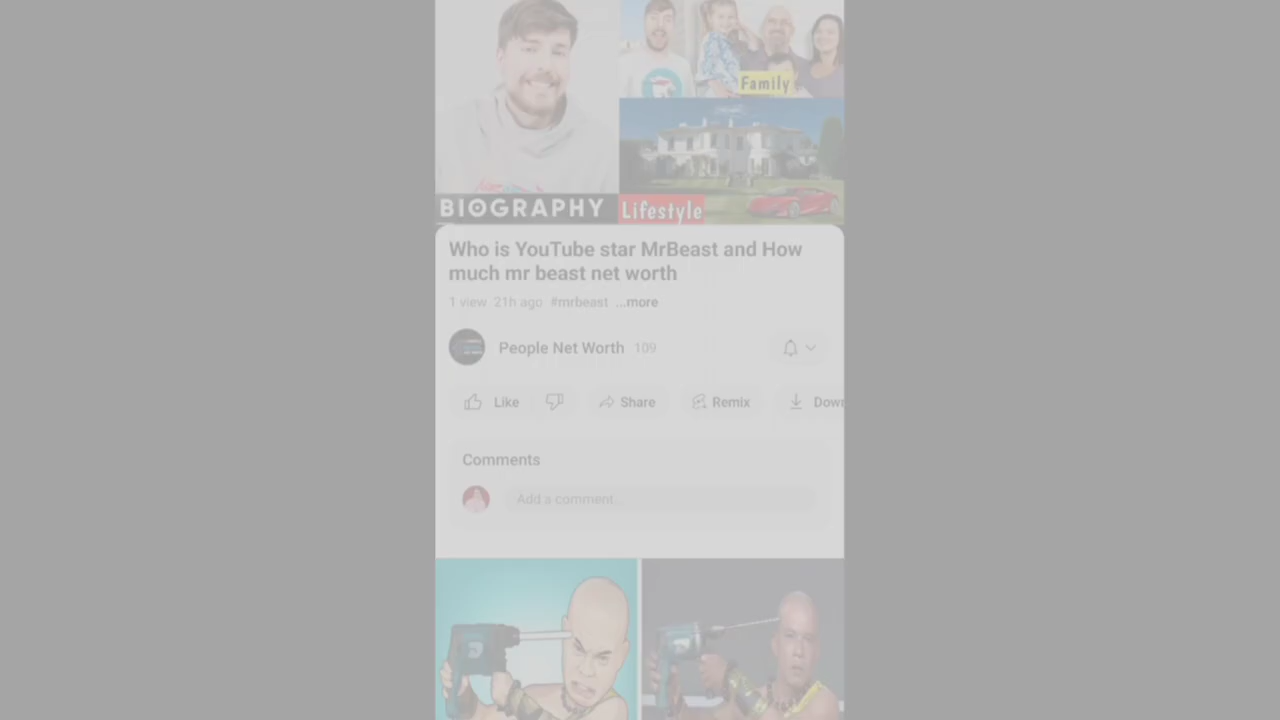 Family
BIOGRAPHY
Lifestyle
Who is YouTube star MrBeast and How
much mr beast net worth
1 view 21h ago #mrbeast ...more
People Net Worth 109
Like Share Remix Down
Comments
Add a comment...